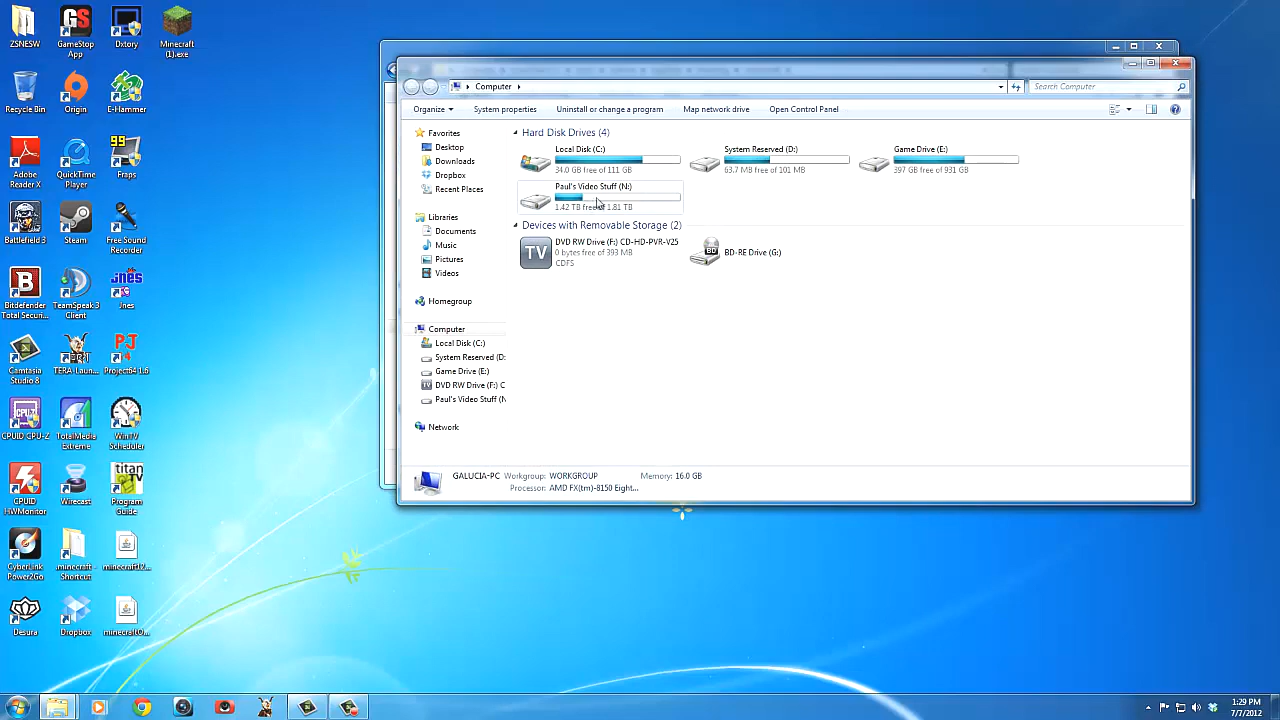 ZSNESW
GameStop App
Dxtory
Minecraft (1).exe
Recycle Bin
Origin
E-Hammer
Adobe Reader X
QuickTime Player
99
Fraps
Battlefield 3
Steam
Free Sound Recorder
Bitdefender Total Securi...
TeamSpeak 3 Client
Jnes
Camtasia Studio 8
TERA-Laun...
Project64 1.6
CPUID CPU-Z
TotalMedia Extreme
WinTV Scheduler
CPUID HWMonitor
Wirecast
titan TV
Program Guide
CyberLink Power2Go
.minecraft - Shortcut
minecraft12...
Desura
Dropbox
minecraft0...
Computer
Search Computer
Organize
System properties
Uninstall or change a program
Map network drive
Open Control Panel
Favorites
Desktop
Downloads
Dropbox
Recent Places
Libraries
Documents
Music
Pictures
Videos
Homegroup
Computer
Local Disk (C:)
System Reserved (D:
Game Drive (E:)
DVD RW Drive (F:) C
Paul's Video Stuff (N
Network
Hard Disk Drives (4)
Local Disk (C:)
34.0 GB free of 111 GB
System Reserved (D:)
63.7 MB free of 101 MB
Game Drive (E:)
397 GB free of 931 GB
Paul's Video Stuff (N:)
1.42 TB free of 1.81 TB
Devices with Removable Storage (2)
TV
DVD RW Drive (F:) CD-HD-PVR-V25
0 bytes free of 393 MB
CDFS
BD
BD-RE Drive (G:)
GALUCIA-PC Workgroup: WORKGROUP Memory: 16.0 GB
Processor: AMD FX(tm)-8150 Eight...
1:29 PM
7/7/2012